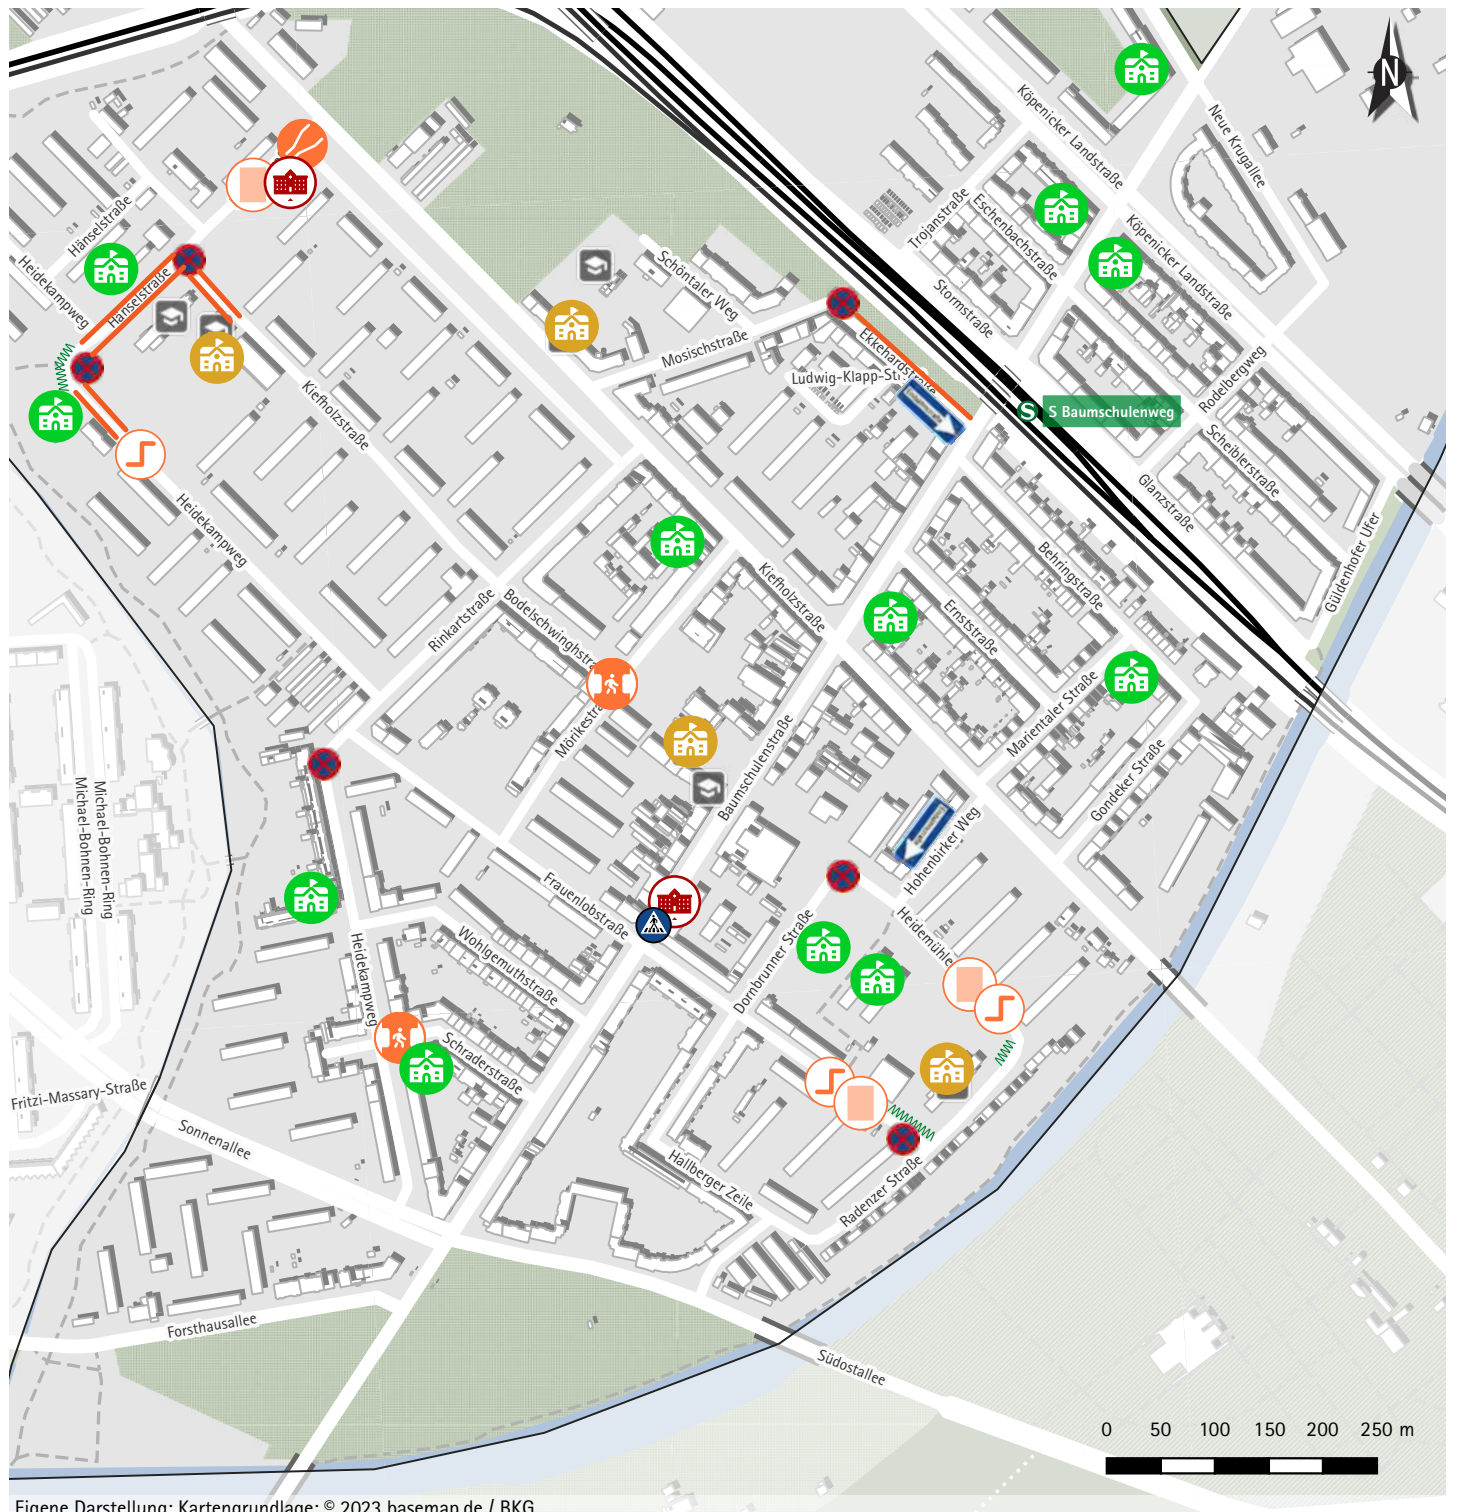 N
Köpenicker Landstraße
Neue Krugallee
Hänselstraße
Trojanstraße
Eschenbachstraße
Köpenicker Landstraße
Heidekampweg
Hänselstraße
Schöntaler Weg
Stormstraße
Mosischstraße
Ekkehardstraße
Ludwig-Klapp-Str
Rodelbergweg
S
S Baumschulenweg
Kiefholzstraße
Scheiblerstraße
Glanzstraße
Heidekampweg
Güldenhofer Ufer
Behringstraße
Kiefholzstraße
Rinkartstraße
Bodelschwinghstra
Ernststraße
Mörikestra
Marientaler Straße
Baumschulenstraße
Gondeker Straße
Michael-Bohnen-Ring
Michael-Bohnen-Ring
Hohenbirker Weg
Frauenlobstraße
Heidemühle
Dornbrunner Straße
Wohlgemuthstraße
Heidekampweg
Schraderstraße
Fritzi-Massary-Straße
Sonnenallee
Hallberger Zeile
Radenzer Straße
Forsthausallee
Südostallee
0 50 100 150 200 250 m
Eigene Darstellung; Kartengrundlage: © 2023 basemap.de / BKG